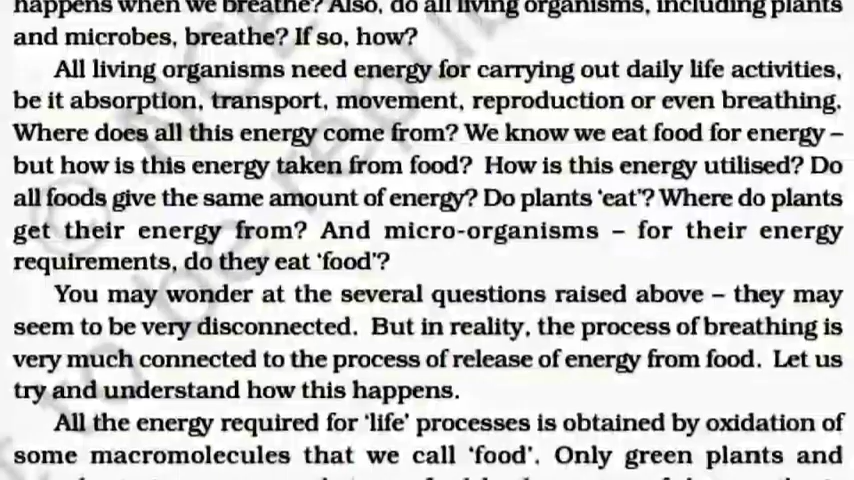 happens when we breathe? Also, do all living organisms, including plants
and microbes, breathe? If so, how?
All living organisms need energy for carrying out daily life activities,
be it absorption, transport, movement, reproduction or even breathing.
Where does all this energy come from? We know we eat food for energy –
but how is this energy taken from food? How is this energy utilised? Do
all foods give the same amount of energy? Do plants ‘eat’? Where do plants
get their energy from? And micro-organisms – for their energy
requirements, do they eat ‘food’?
You may wonder at the several questions raised above – they may
seem to be very disconnected. But in reality, the process of breathing is
very much connected to the process of release of energy from food. Let us
try and understand how this happens.
All the energy required for ‘life’ processes is obtained by oxidation of
some macromolecules that we call ‘food’. Only green plants and